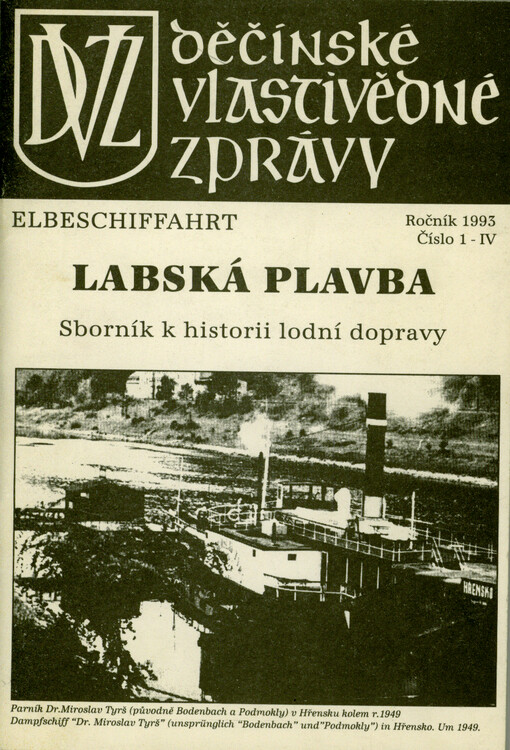 DVZ
Děčínské
vlastivědné
zprávy
ELBESCHIFFAHRT
Ročník 1993
Číslo 1 - IV
LABSKÁ PLAVBA
Sborník k historii lodní dopravy
HŘENSKO
Parník Dr.Miroslav Tyrš (původně Bodenbach a Podmokly) v Hřensku kolem r.1949
Dampfschiff "Dr. Miroslav Tyrš" (unsprünglich "Bodenbach" und"Podmokly") in Hřensko. Um 1949.